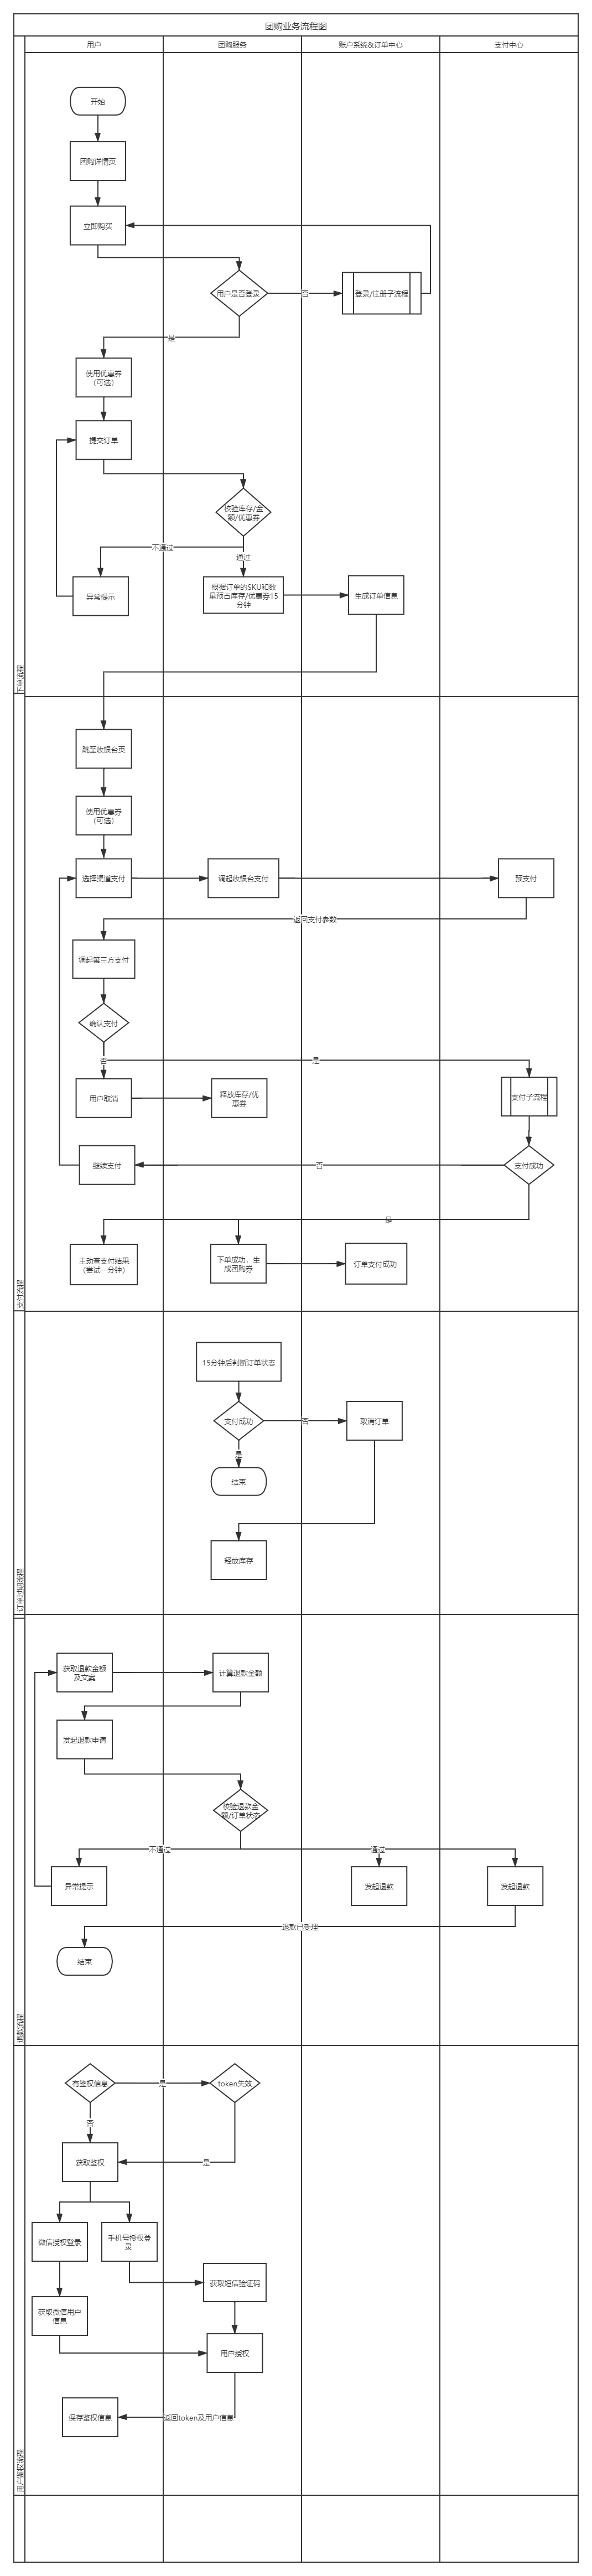 团购业务流程图
用户
团购服务
账户系统&订单中心
支付中心
开始
团购详情页
立即购买
用户是否登录
否
登录/注册子流程
是
使用优惠券
（可选）
提交订单
校验库存/金
额/优惠券
不通过
通过
异常提示
根据订单的SKU和数
量预占库存/优惠券15
分钟
生成订单信息
下单流程
跳至收银台页
使用优惠券
（可选）
选择渠道支付
调起收银台支付
预支付
返回支付参数
调起第三方支付
确认支付
否
是
用户取消
释放库存/优
惠券
支付子流程
继续支付
否
支付成功
是
主动查支付结果
（尝试一分钟）
下单成功，生
成团购券
订单支付成功
支付流程
15分钟后判断订单状态
支付成功
否
取消订单
是
结束
释放库存
订单过期流程
获取退款金额
及文案
计算退款金额
发起退款申请
校验退款金
额/订单状态
不通过
通过
异常提示
发起退款
发起退款
退款已受理
结束
退款流程
有鉴权信息
是
token失效
否
获取鉴权
是
微信授权登录
手机号授权登
录
获取短信验证码
获取微信用户
信息
用户授权
保存鉴权信息
返回token及用户信息
用户鉴权流程